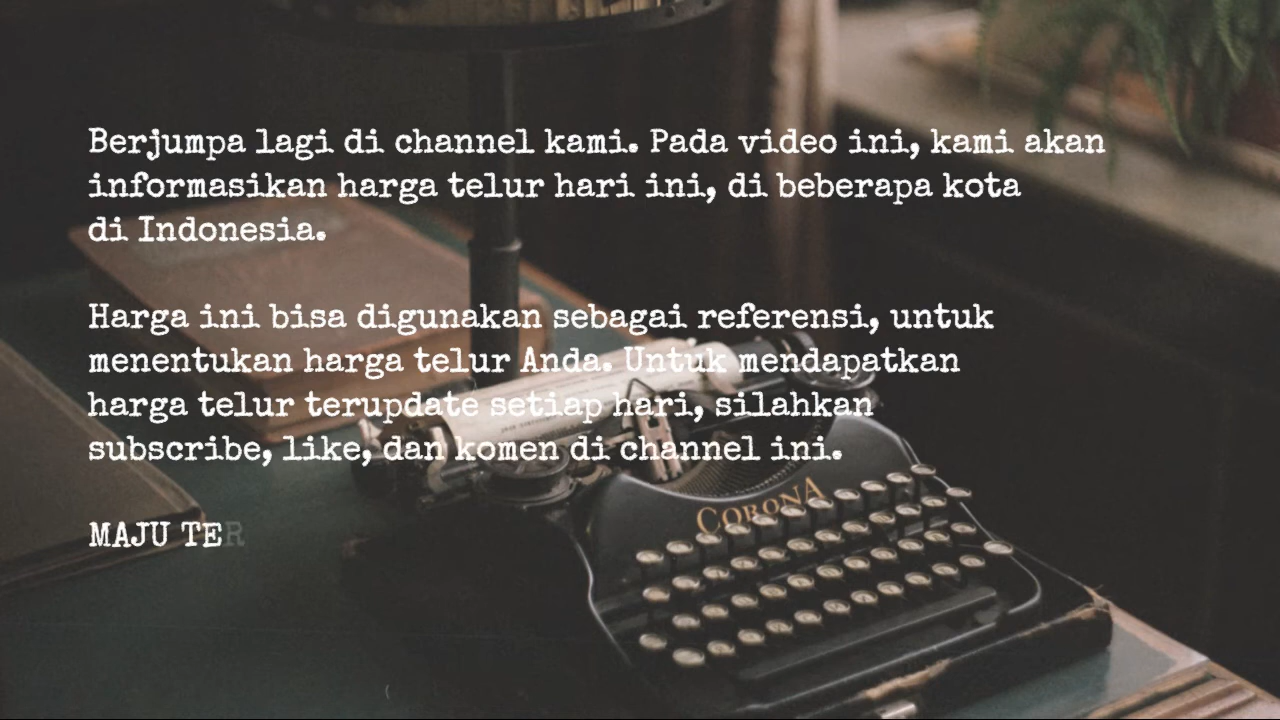 Berjumpa lagi di channel kami. Pada video ini, kami akan
informasikan harga telur hari ini, di beberapa kota
di Indonesia.
Harga ini bisa digunakan sebagai referensi, untuk
menentukan harga telur Anda. Untuk mendapatkan
harga telur terupdate setiap hari, silahkan
subscribe, like, dan komen di channel ini.
MAJU TER
CORONA